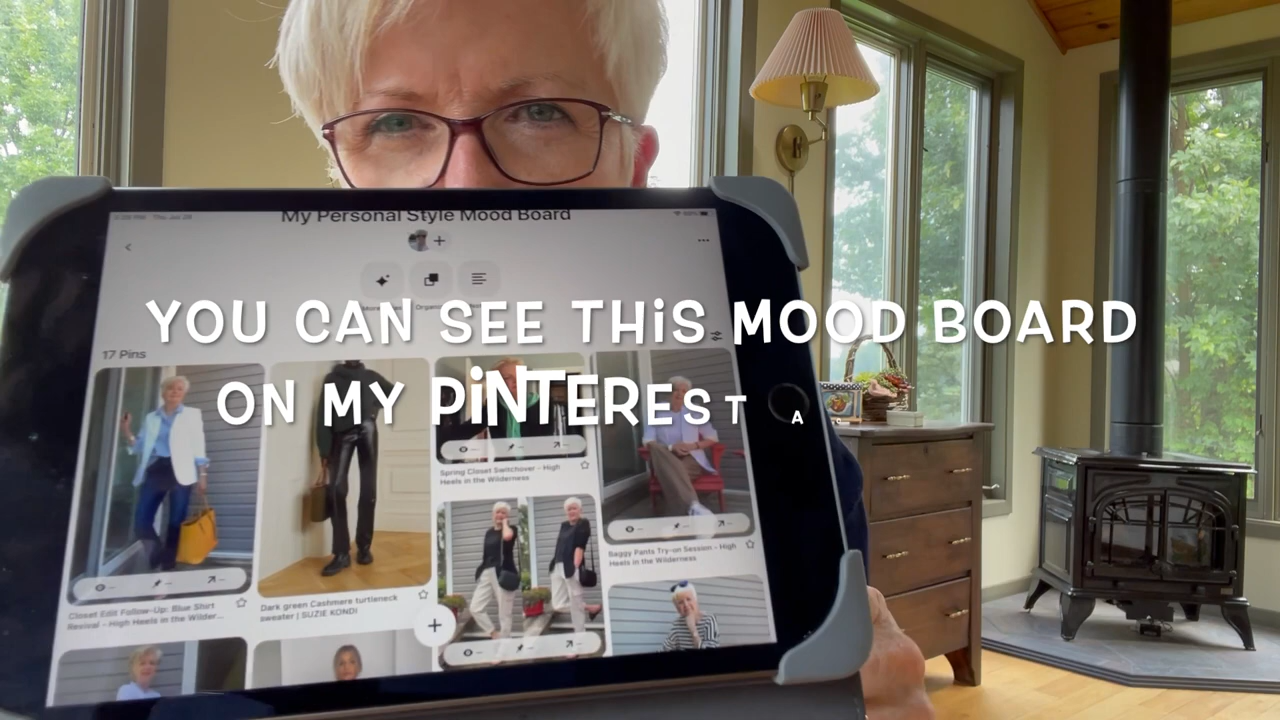 My Personal Style Mood Board
YOU CAN SEE THiS MOOD BOARD
ON MY PiNTEREST A
17 Pins
Spring Closet Switchover - High
Heels in the Wilderness
Baggy Pants Try-on Session - High
Heels in the Wilderness
Closet Edit Follow-Up: Blue Shirt
Revival - High Heels in the Wilder...
Dark green Cashmere turtleneck
sweater | SUZIE KONDI